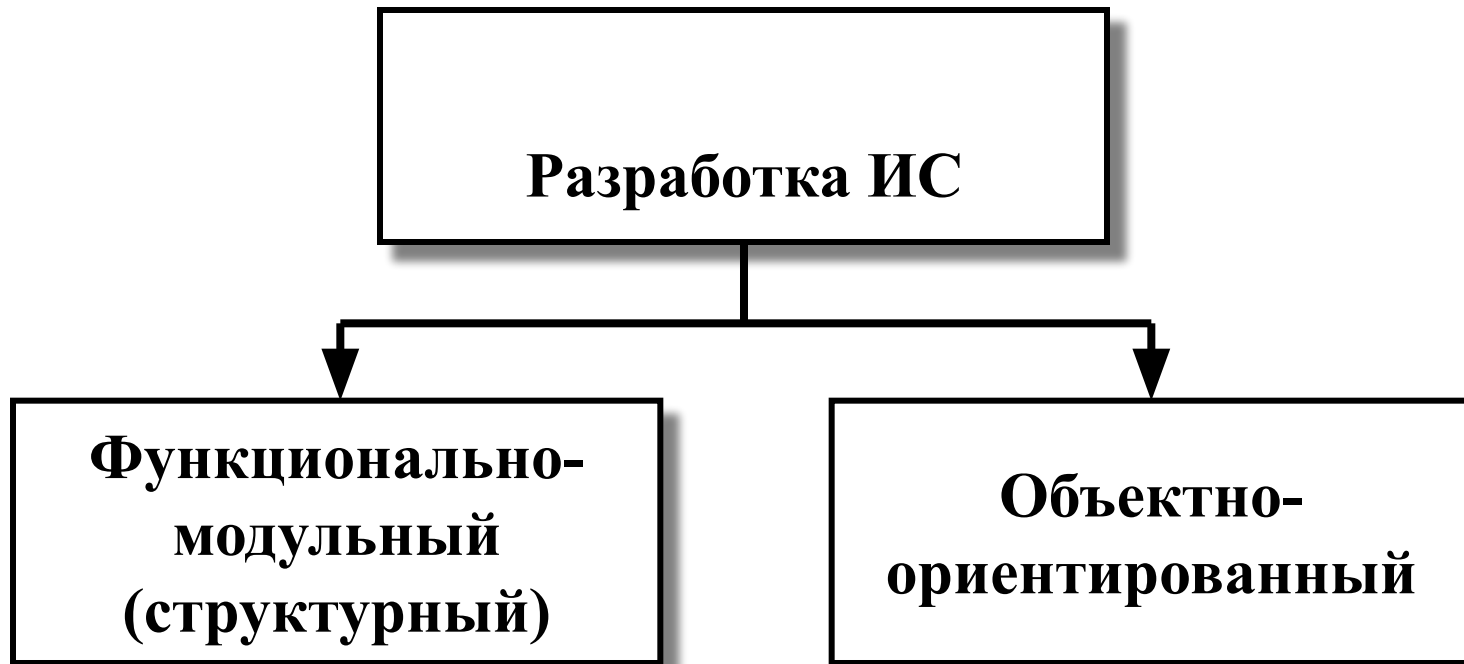 Разработка ИС
Функционально-
модульный
(структурный)
Объектно-
ориентированный